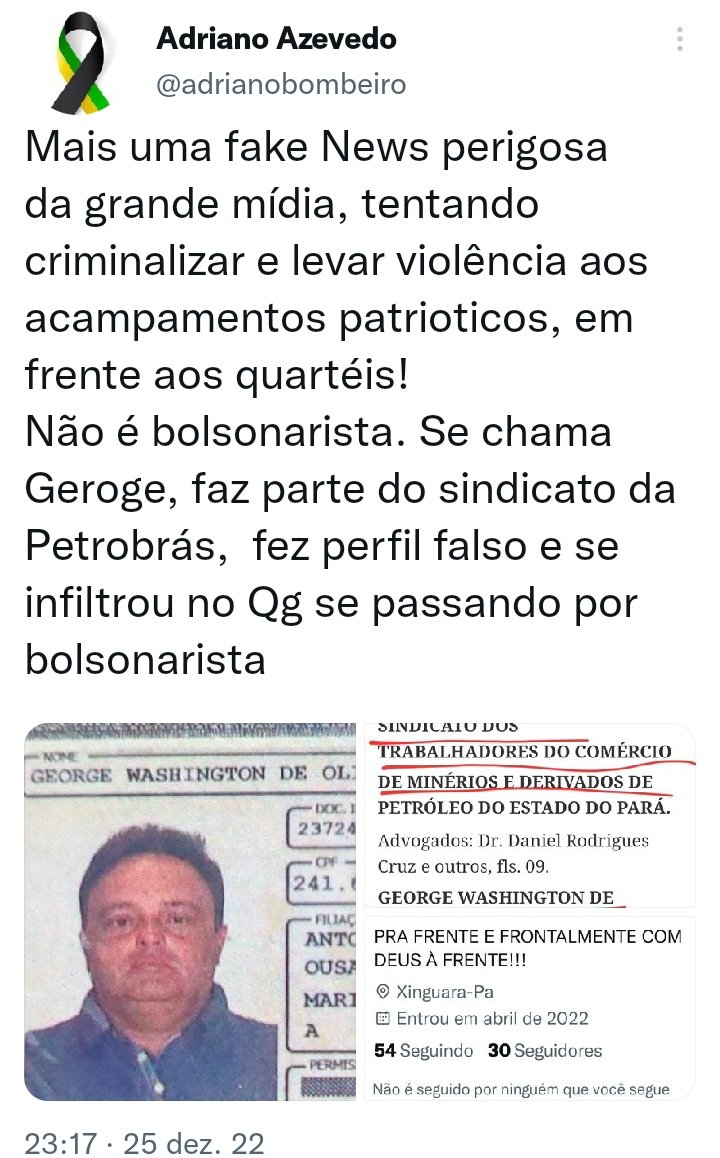 Adriano Azevedo
@adrianobombeiro
Mais uma fake News perigosa
da grande mídia, tentando
criminalizar e levar violência aos
acampamentos patrioticos, em
frente aos quartéis!
Não é bolsonarista. Se chama
Geroge, faz parte do sindicato da
Petrobrás, fez perfil falso e se
infiltrou no Qg se passando por
bolsonarista
NOME
GEORGE WASHINGTON DE OL
DOC. I
23724
CPF
241.
FILIAÇ
ANTO
OUSA
MARI
A
PERMIS
SINDICATO DOS
TRABALHADORES DO COMÉRCIO
DE MINÉRIOS E DERIVADOS DE
PETRÓLEO DO ESTADO DO PARÁ.
Advogados: Dr. Daniel Rodrigues
Cruz e outros, fls. 09.
GEORGE WASHINGTON DE
PRA FRENTE E FRONTALMENTE COM
DEUS À FRENTE!!!
Xinguara-Pa
Entrou em abril de 2022
54 Seguindo 30 Seguidores
Não é seguido por ninguém que você segue
23:17 · 25 dez. 22